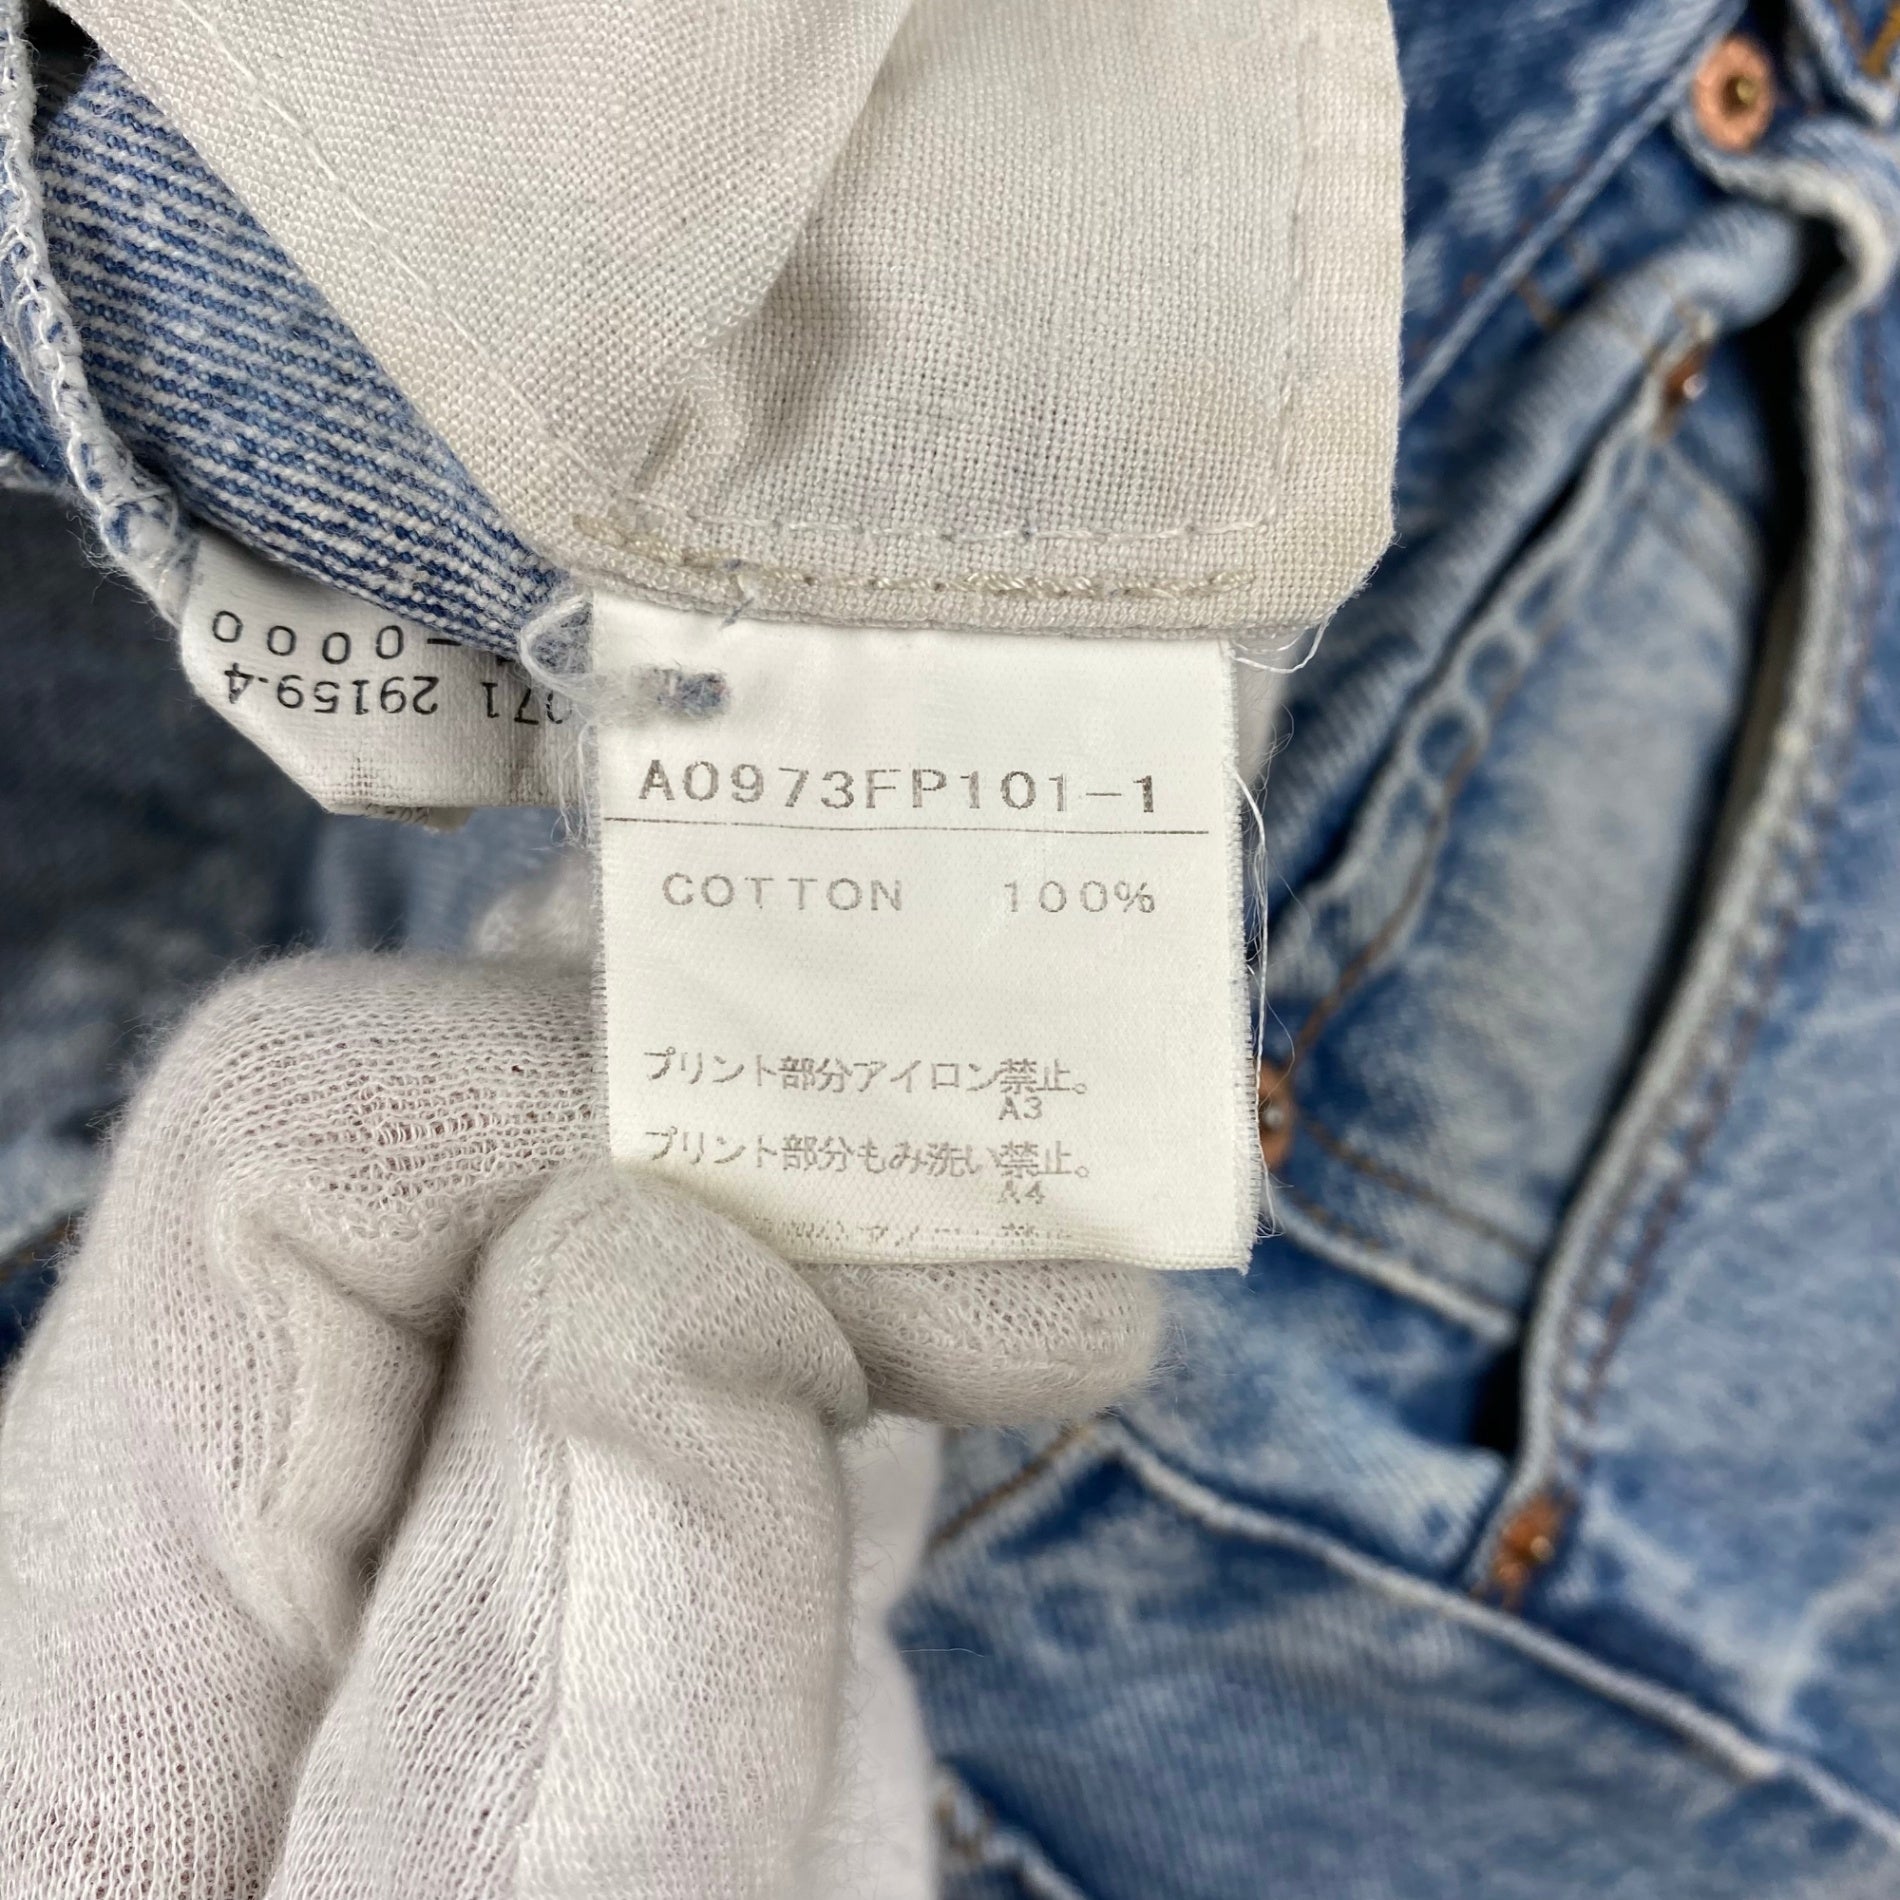 A0973FP101-1
COTTON 100%
プリント部分アイロン禁止。
A3
プリント部分もみ洗い禁止。
A4
071 29159-4
-0000